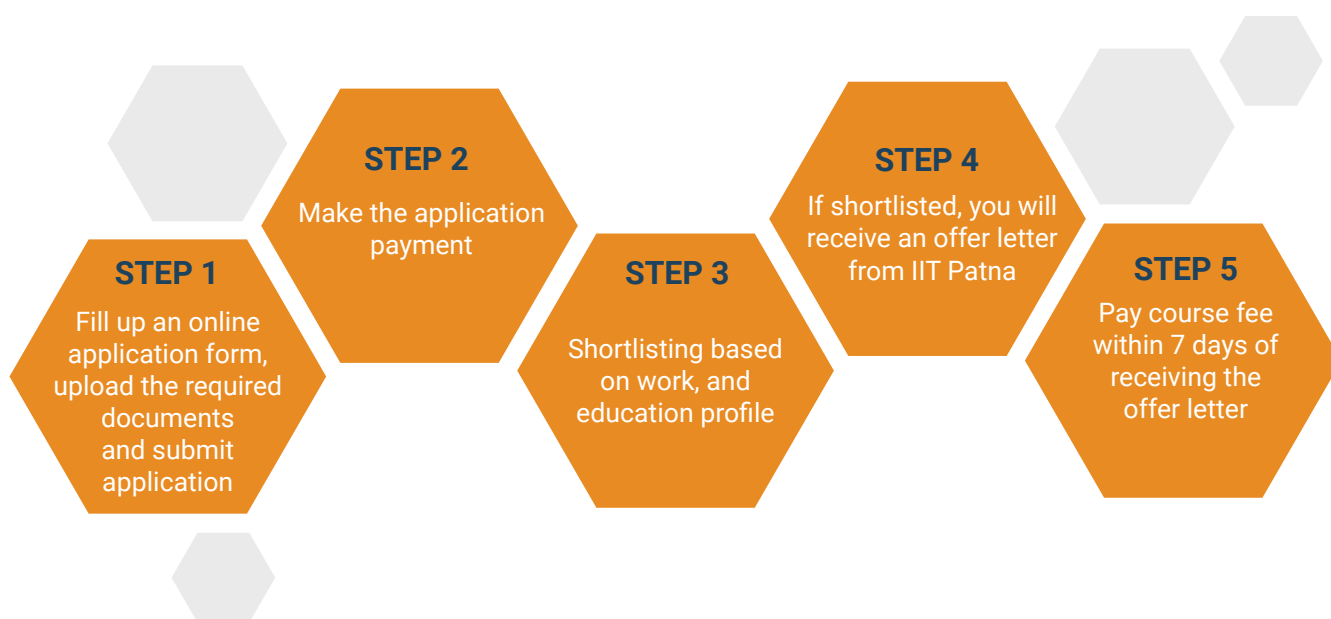 STEP 1
Fill up an online
application form,
upload the required
documents
and submit
application
STEP 2
Make the application
payment
STEP 3
Shortlisting based
on work, and
education profile
STEP 4
If shortlisted, you will
receive an offer letter
from IIT Patna
STEP 5
Pay course fee
within 7 days of
receiving the
offer letter